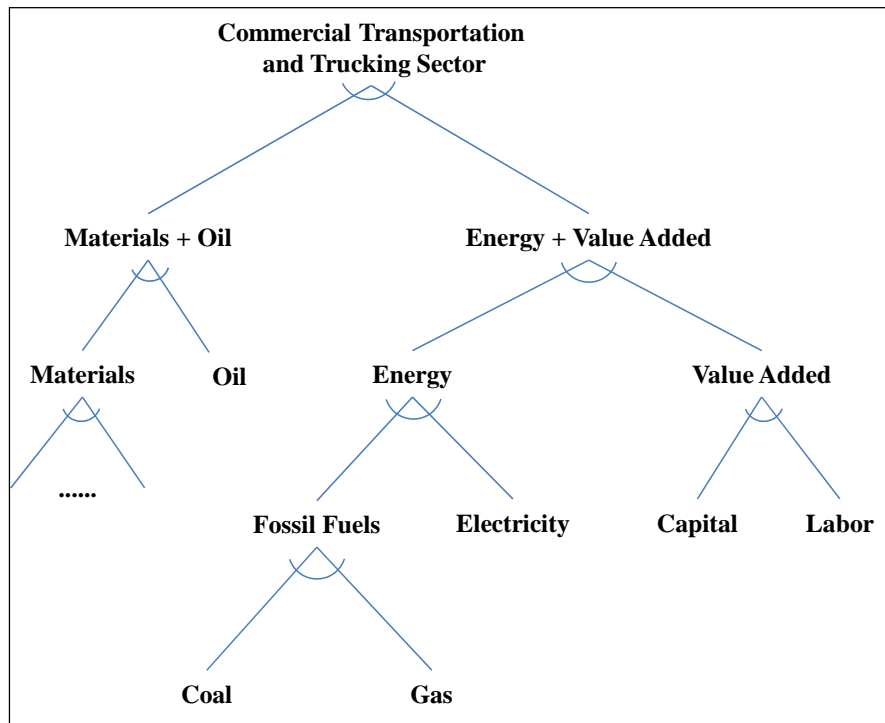 Commercial Transportation
and Trucking Sector
Materials + Oil
Energy + Value Added
Materials
Oil
Energy
Value Added
......
Fossil Fuels
Electricity
Capital
Labor
Coal
Gas